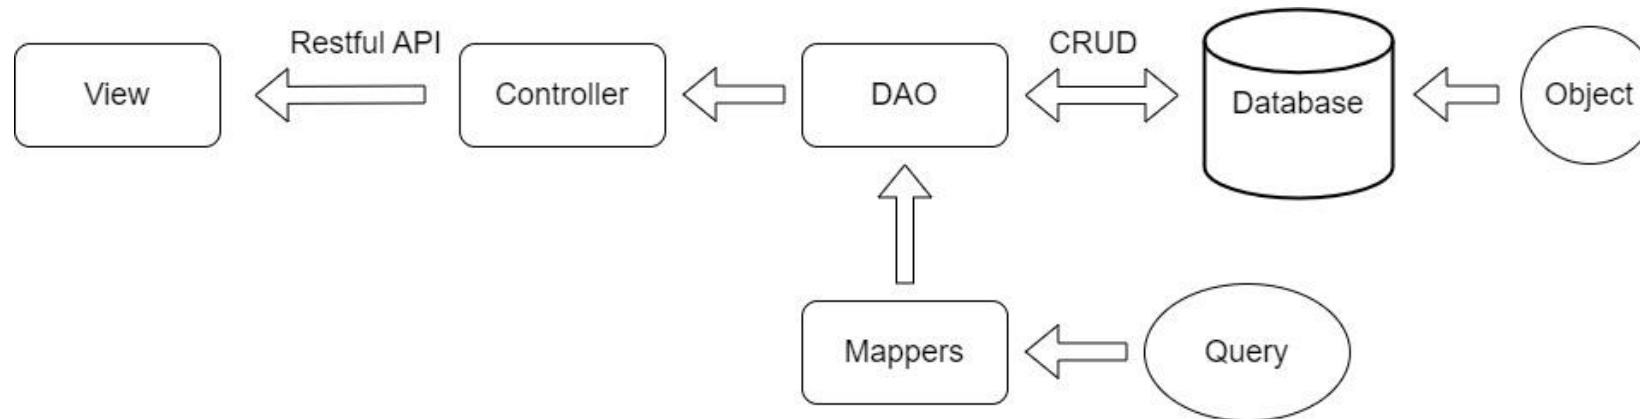 Restful API
CRUD
View
Controller
DAO
Database
Object
Mappers
Query